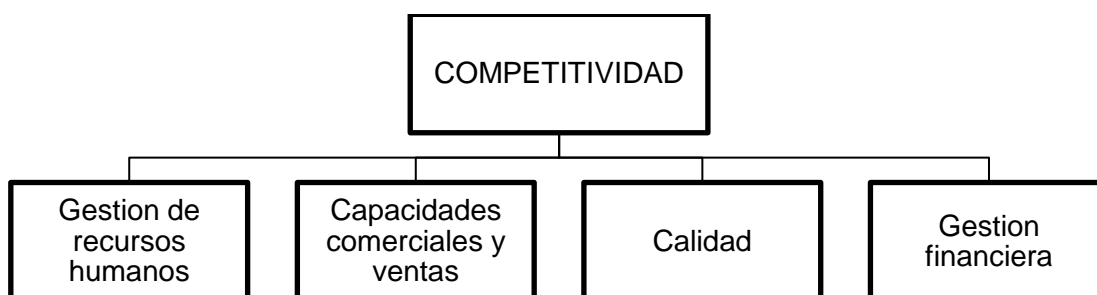 COMPETITIVIDAD
Gestion de
recursos
humanos
Capacidades
comerciales y
ventas
Calidad
Gestion
financiera